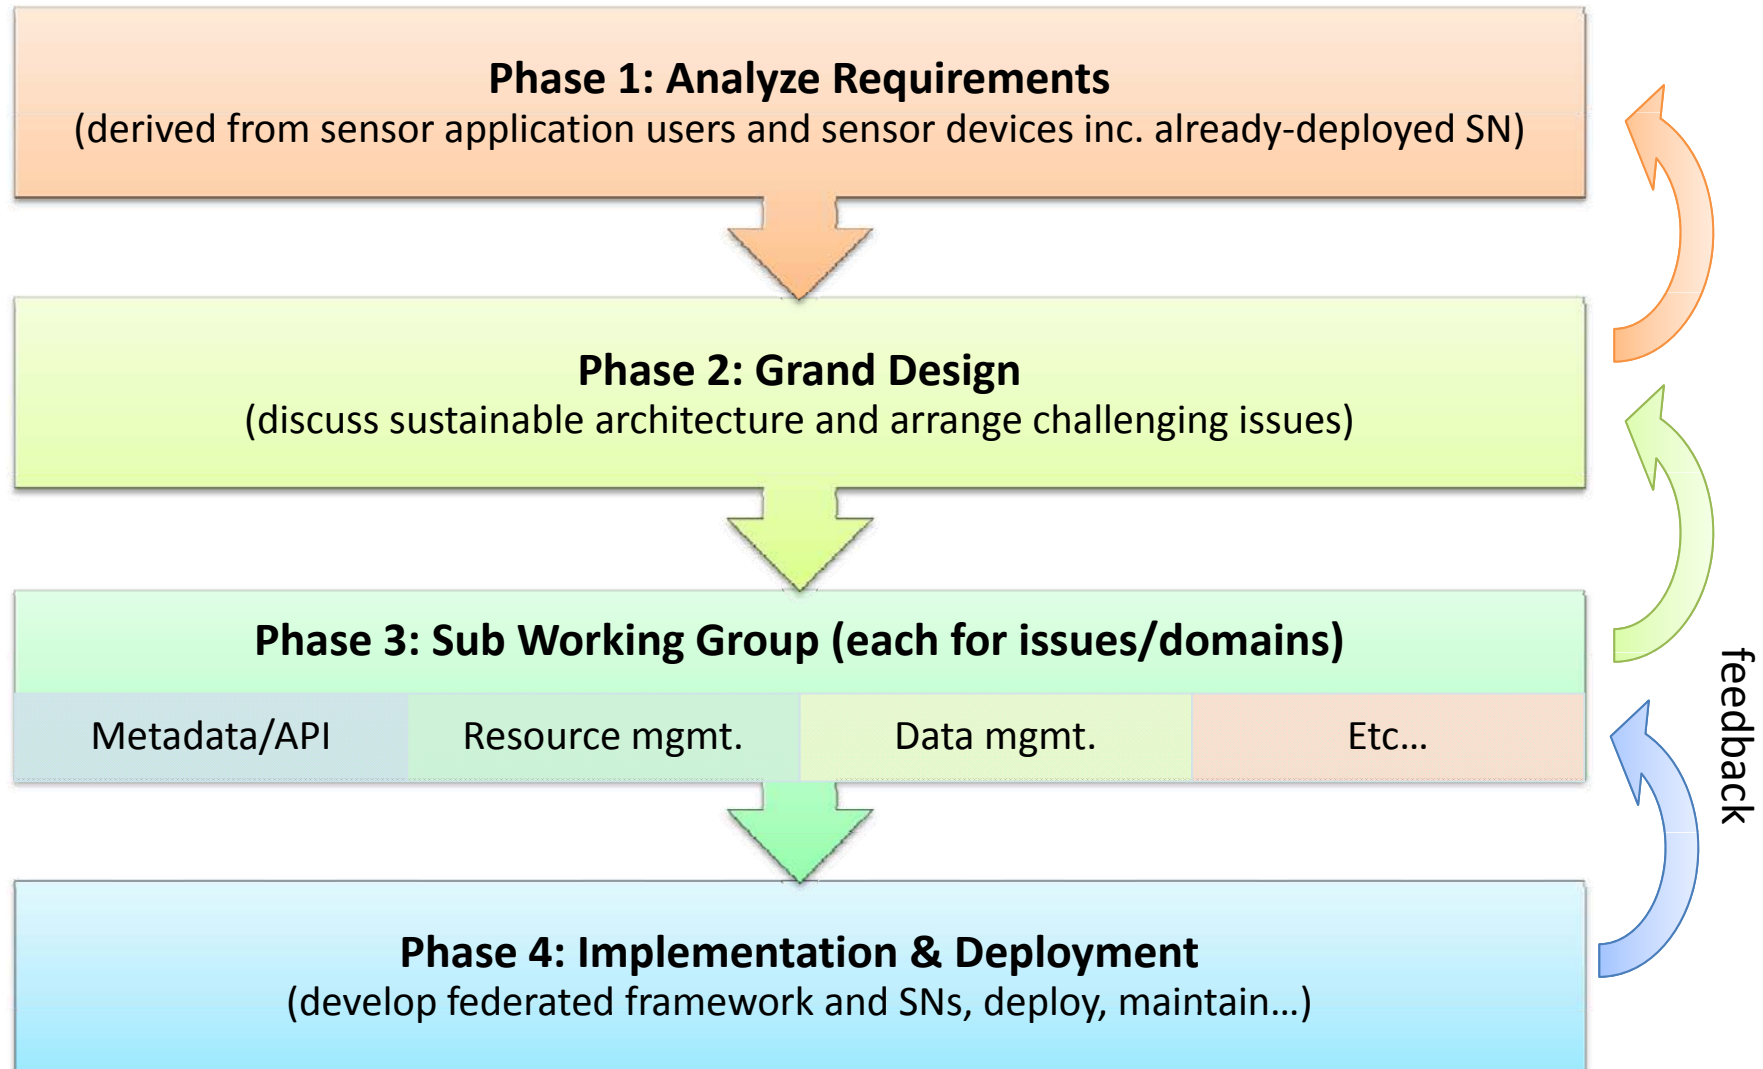 Phase 1: Analyze Requirements
(derived from sensor application users and sensor devices inc. already-deployed SN)
Phase 2: Grand Design
(discuss sustainable architecture and arrange challenging issues)
Phase 3: Sub Working Group (each for issues/domains)
Metadata/API
Resource mgmt.
Data mgmt.
Etc…
Phase 4: Implementation & Deployment
(develop federated framework and SNs, deploy, maintain…)
feedback